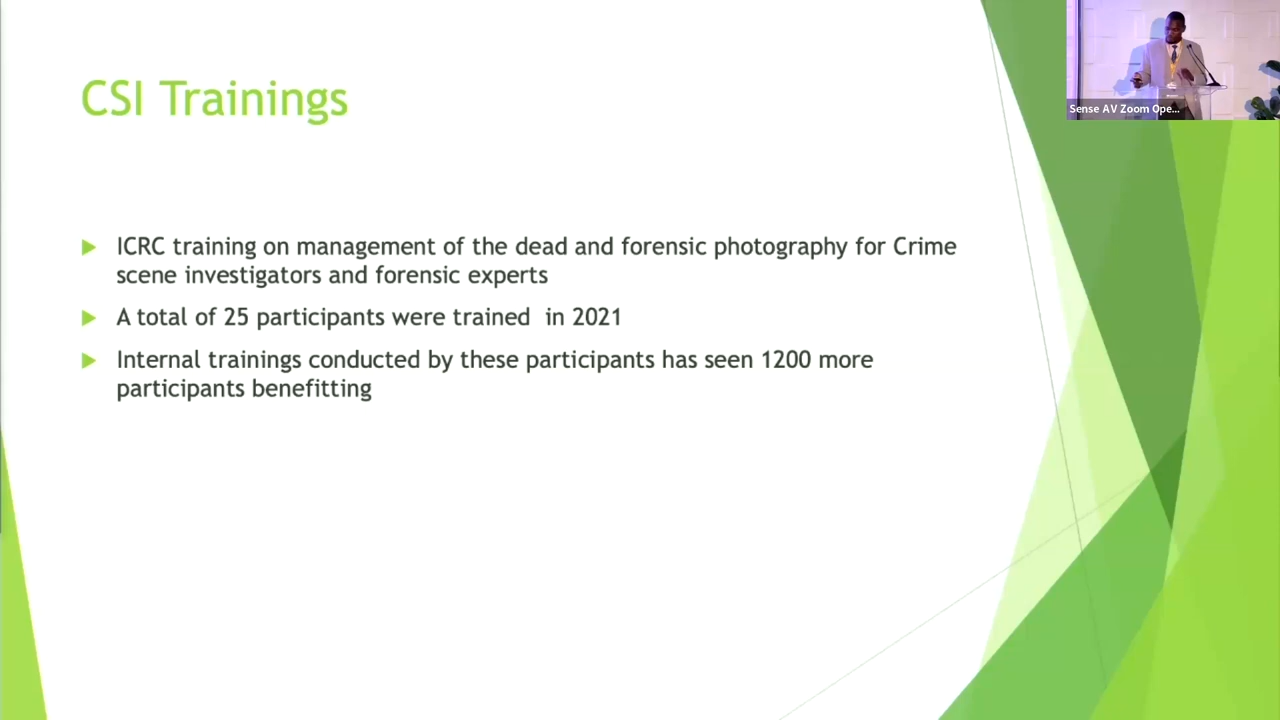 CSI Trainings
ICRC training on management of the dead and forensic photography for Crime
scene investigators and forensic experts
A total of 25 participants were trained in 2021
Internal trainings conducted by these participants has seen 1200 more
participants benefitting
Sense AV Zoom Ope...